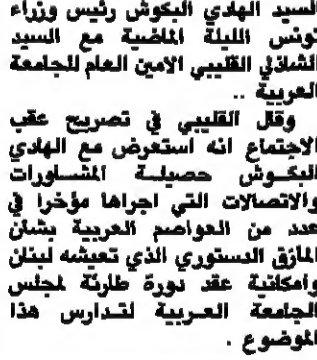 السيد الهادي البكوش رئيس وزراء
تونس الليلة الماضية مع السيد
الشاذلي القليبي الامين العام للجامعة
العربية ..
وقال القليبي في تصريح عقب
الاجتماع انه استعرض مع الهادي
البكوش حصيلة المشاورات
والاتصالات التي اجراها مؤخرا في
عدد من العواصم العربية بشان
المأزق الدستوري الذي تعيشه لبنان
وامكانية عقد دورة طارئة لمجلس
الجامعة العربية لتدارس هذا
الموضوع .